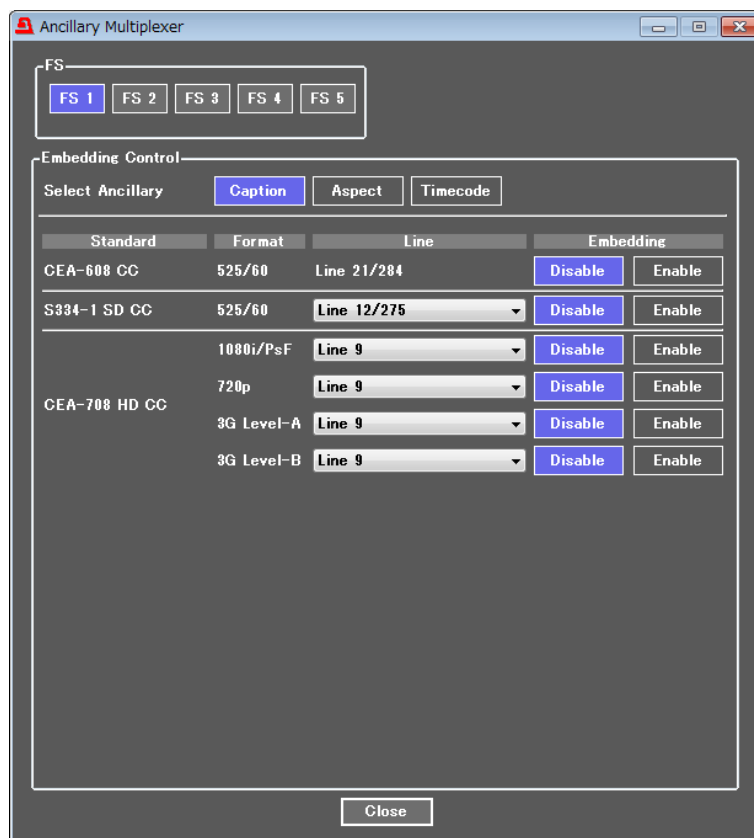 Ancillary Multiplexer
FS
FS 1 FS 2 FS 3 FS 4 FS 5
Embedding Control
Select Ancillary Caption Aspect Timecode
Standard Format Line Embedding
CEA-608 CC 525/60 Line 21/284 Disable Enable
S334-1 SD CC 525/60 Line 12/275 Disable Enable
1080i/PsF Line 9 Disable Enable
720p Line 9 Disable Enable
CEA-708 HD CC
3G Level-A Line 9 Disable Enable
3G Level-B Line 9 Disable Enable
Close